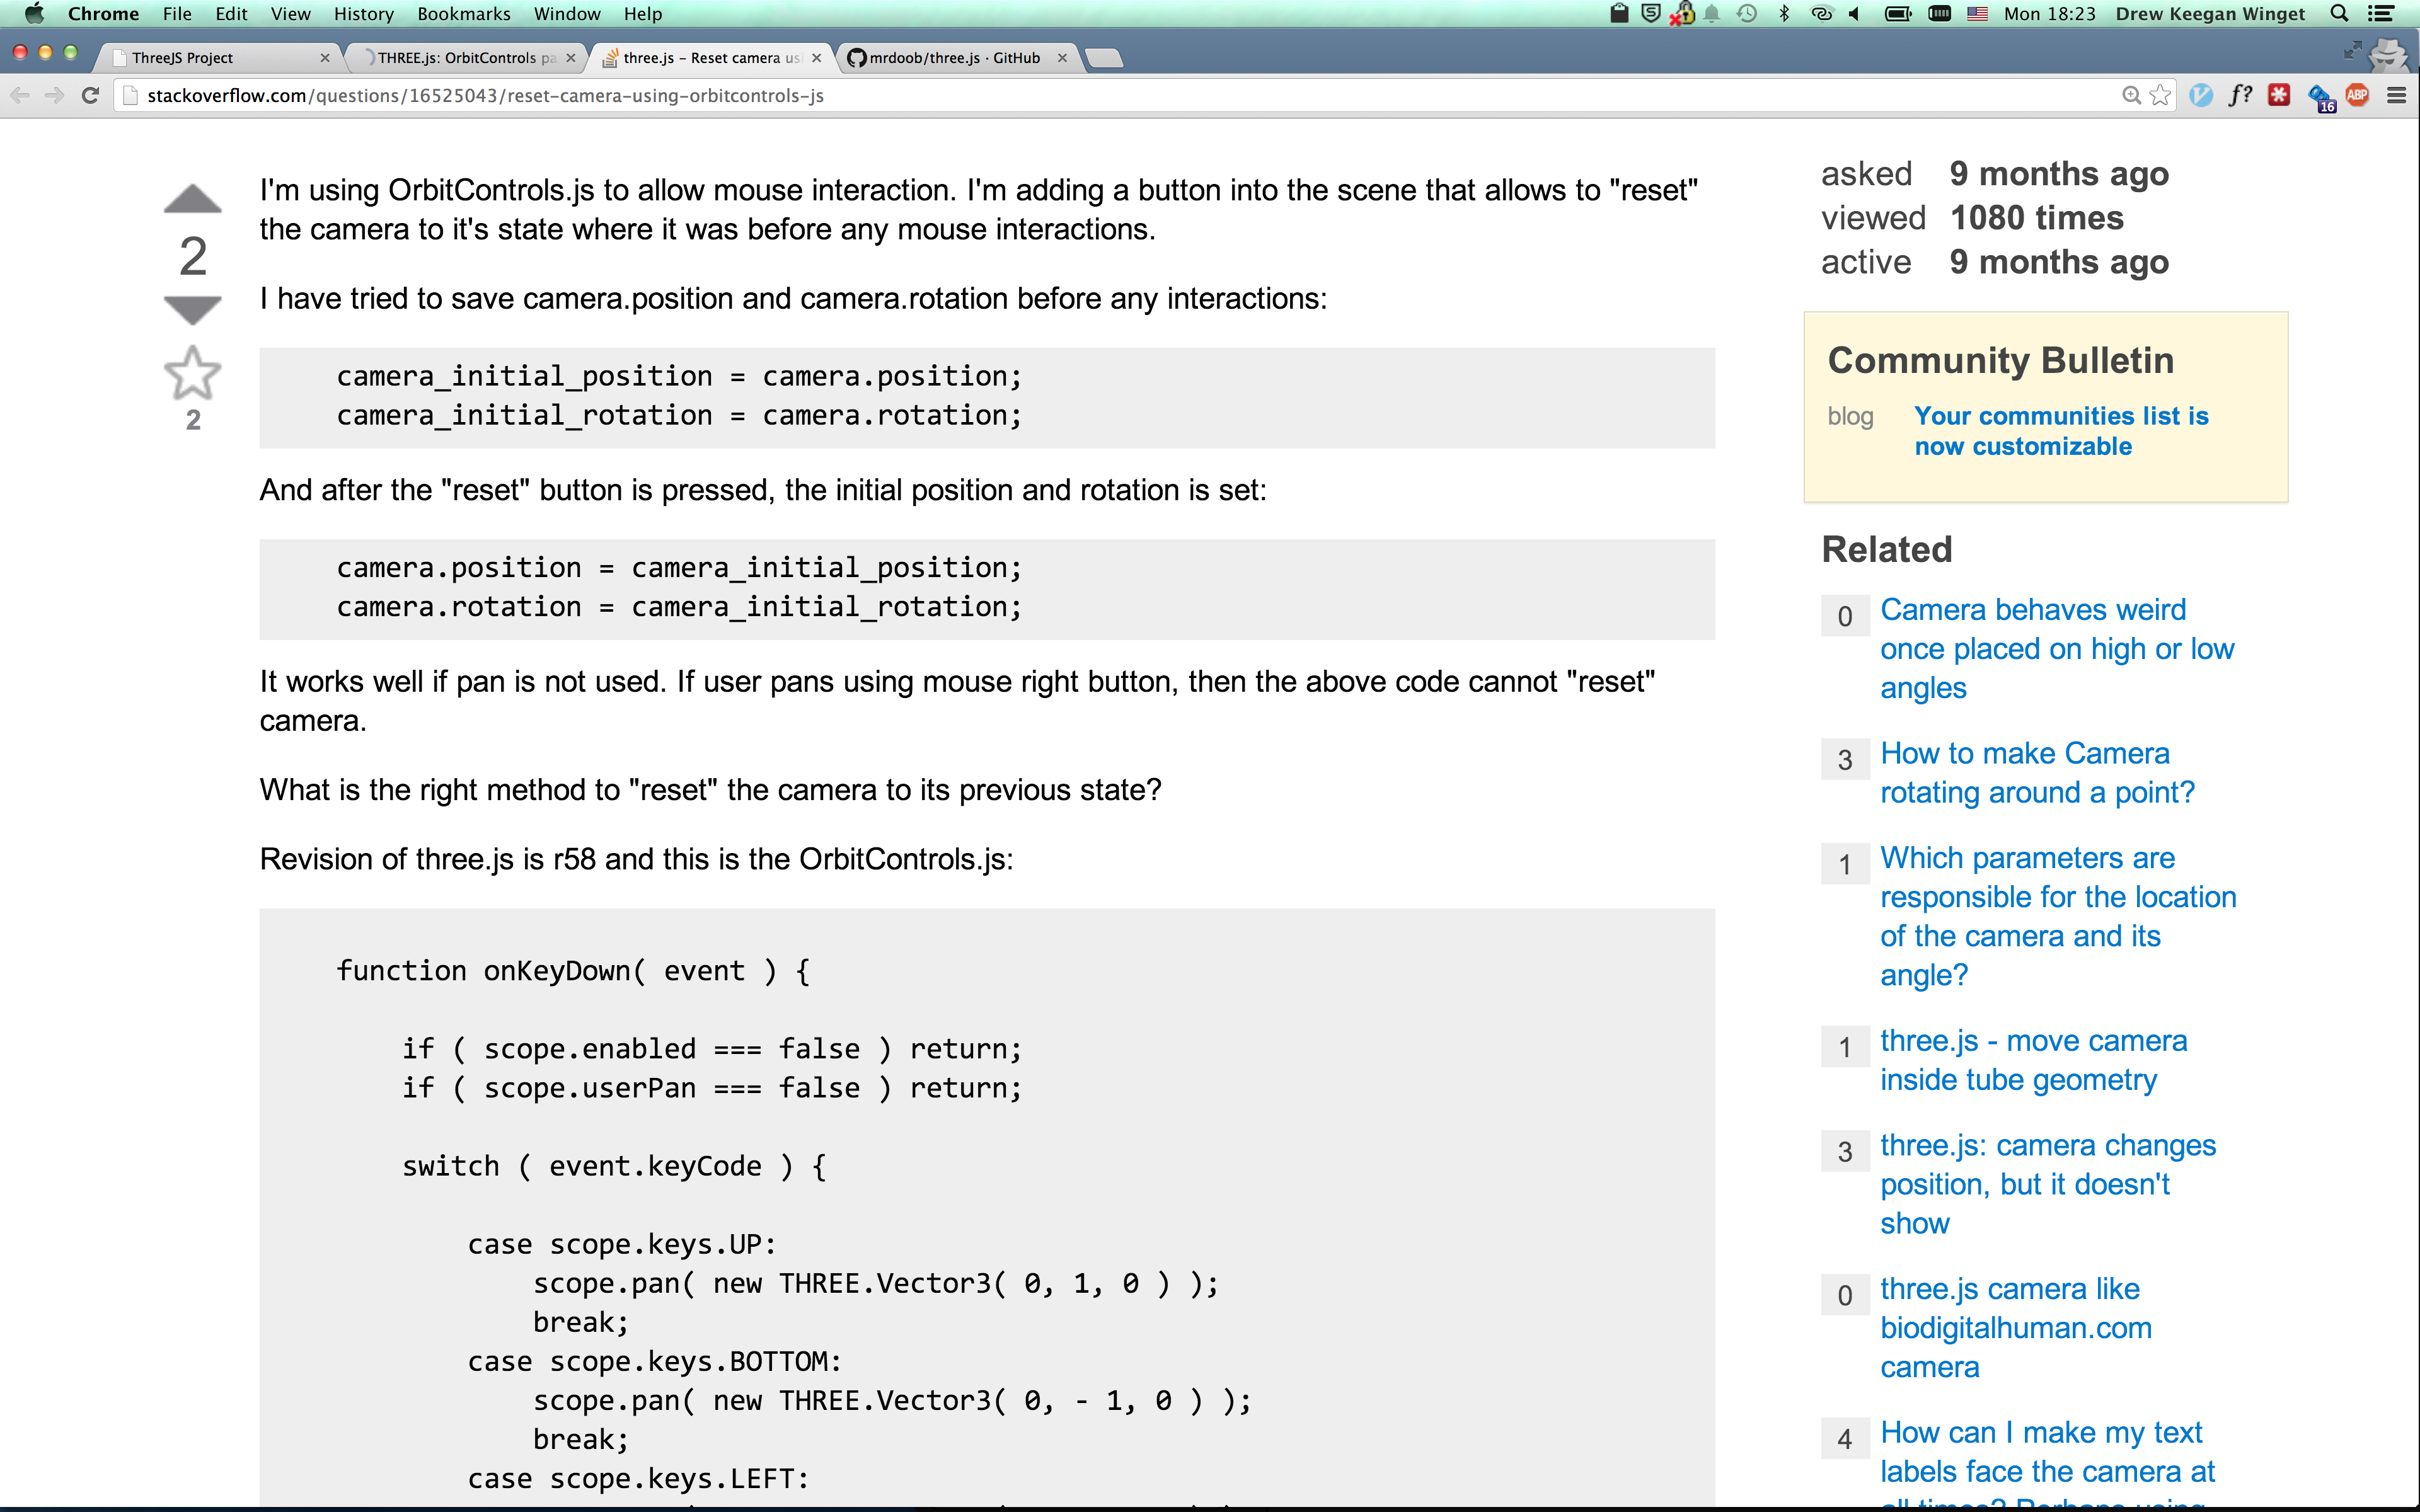 Chrome File Edit View History Bookmarks Window Help Mon 18:23 Drew Keegan Winget
ThreeJS Project
THREE.js: OrbitControls pa
three.js - Reset camera usi
mrdoob/three.js · GitHub
stackoverflow.com/questions/16525043/reset-camera-using-orbitcontrols-js
f?
16
ABP
2
2
I'm using OrbitControls.js to allow mouse interaction. I'm adding a button into the scene that allows to "reset"
the camera to it's state where it was before any mouse interactions.
I have tried to save camera.position and camera.rotation before any interactions:
camera_initial_position = camera.position;
camera_initial_rotation = camera.rotation;
And after the "reset" button is pressed, the initial position and rotation is set:
camera.position = camera_initial_position;
camera.rotation = camera_initial_rotation;
It works well if pan is not used. If user pans using mouse right button, then the above code cannot "reset"
camera.
What is the right method to "reset" the camera to its previous state?
Revision of three.js is r58 and this is the OrbitControls.js:
function onKeyDown( event ) {
if ( scope.enabled === false ) return;
if ( scope.userPan === false ) return;
switch ( event.keyCode ) {
case scope.keys.UP:
scope.pan( new THREE.Vector3( 0, 1, 0 ) );
break;
case scope.keys.BOTTOM:
scope.pan( new THREE.Vector3( 0, - 1, 0 ) );
break;
case scope.keys.LEFT:
asked 9 months ago
viewed 1080 times
active 9 months ago
Community Bulletin
blog Your communities list is
now customizable
Related
0 Camera behaves weird
once placed on high or low
angles
3 How to make Camera
rotating around a point?
1 Which parameters are
responsible for the location
of the camera and its
angle?
1 three.js - move camera
inside tube geometry
3 three.js: camera changes
position, but it doesn't
show
0 three.js camera like
biodigitalhuman.com
camera
4 How can I make my text
labels face the camera at
all times? Perhaps using